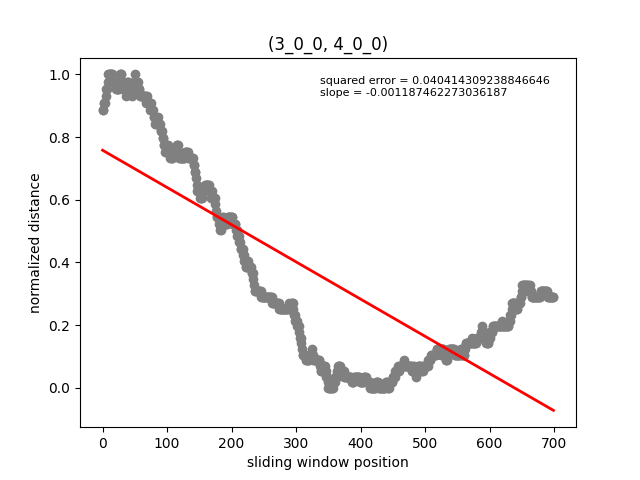 (3_0_0, 4_0_0)
squared error = 0.040414309238846646
slope = -0.001187462273036187
1.0
0.8
0.6
0.4
0.2
0.0
normalized distance
0 100 200 300 400 500 600 700
sliding window position